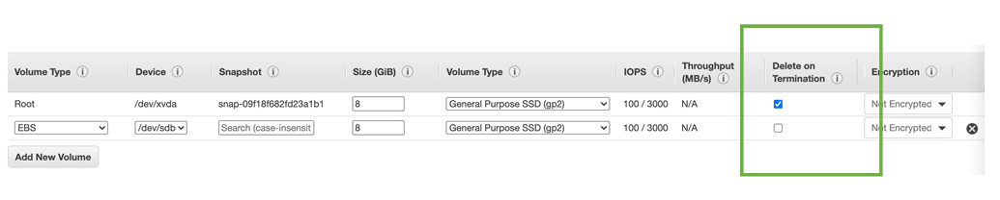 Volume Type Device Snapshot Size (GiB) Volume Type IOPS Throughput (MB/s) Delete on Termination Encryption
Root /dev/xvda snap-09f18f682fd23a1b1 8 General Purpose SSD (gp2) 100 / 3000 N/A Not Encrypted
EBS /dev/sdb Search (case-insensit 8 General Purpose SSD (gp2) 100 / 3000 N/A Not Encrypted
Add New Volume